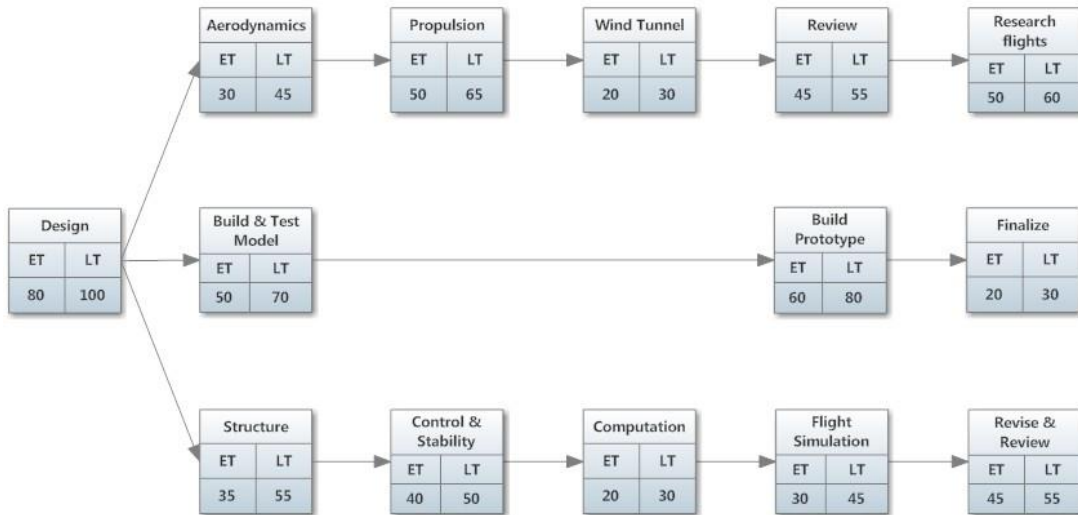 Aerodynamics
ET LT
30 45
Propulsion
ET LT
50 65
Wind Tunnel
ET LT
20 30
Review
ET LT
45 55
Research
flights
ET LT
50 60
Design
ET LT
80 100
Build & Test
Model
ET LT
50 70
Build
Prototype
ET LT
60 80
Finalize
ET LT
20 30
Structure
ET LT
35 55
Control &
Stability
ET LT
40 50
Computation
ET LT
20 30
Flight
Simulation
ET LT
30 45
Revise &
Review
ET LT
45 55